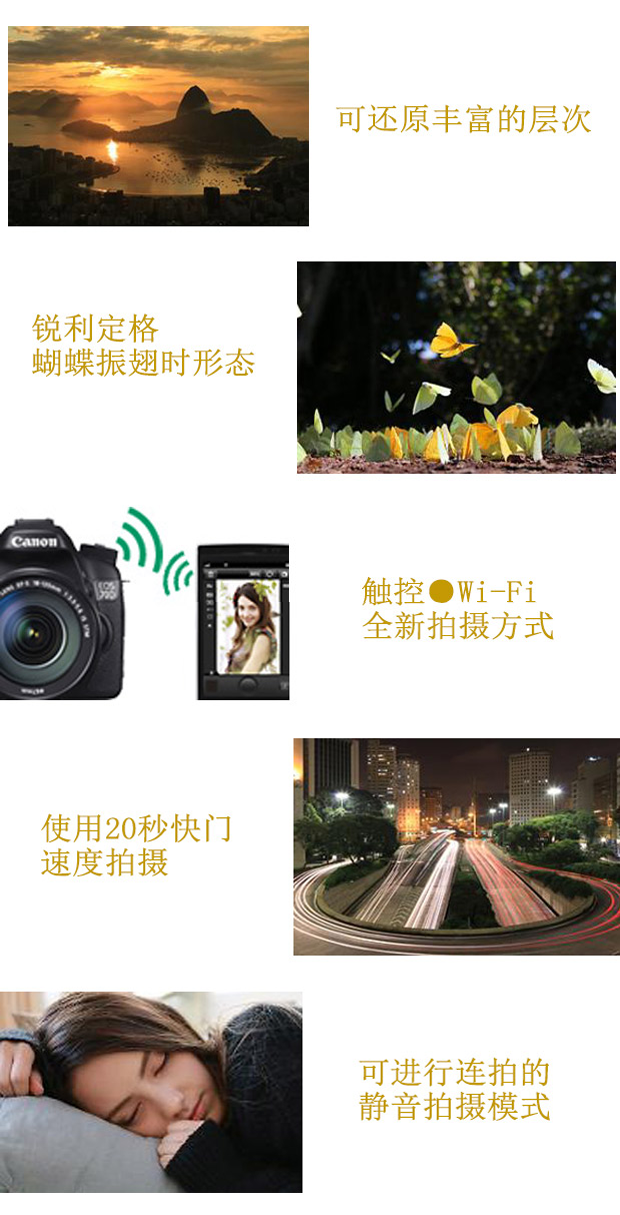 可还原丰富的层次
锐利定格
蝴蝶振翅时形态
Canon
EOS
70D
触控●Wi-Fi
全新拍摄方式
使用20秒快门
速度拍摄
可进行连拍的
静音拍摄模式